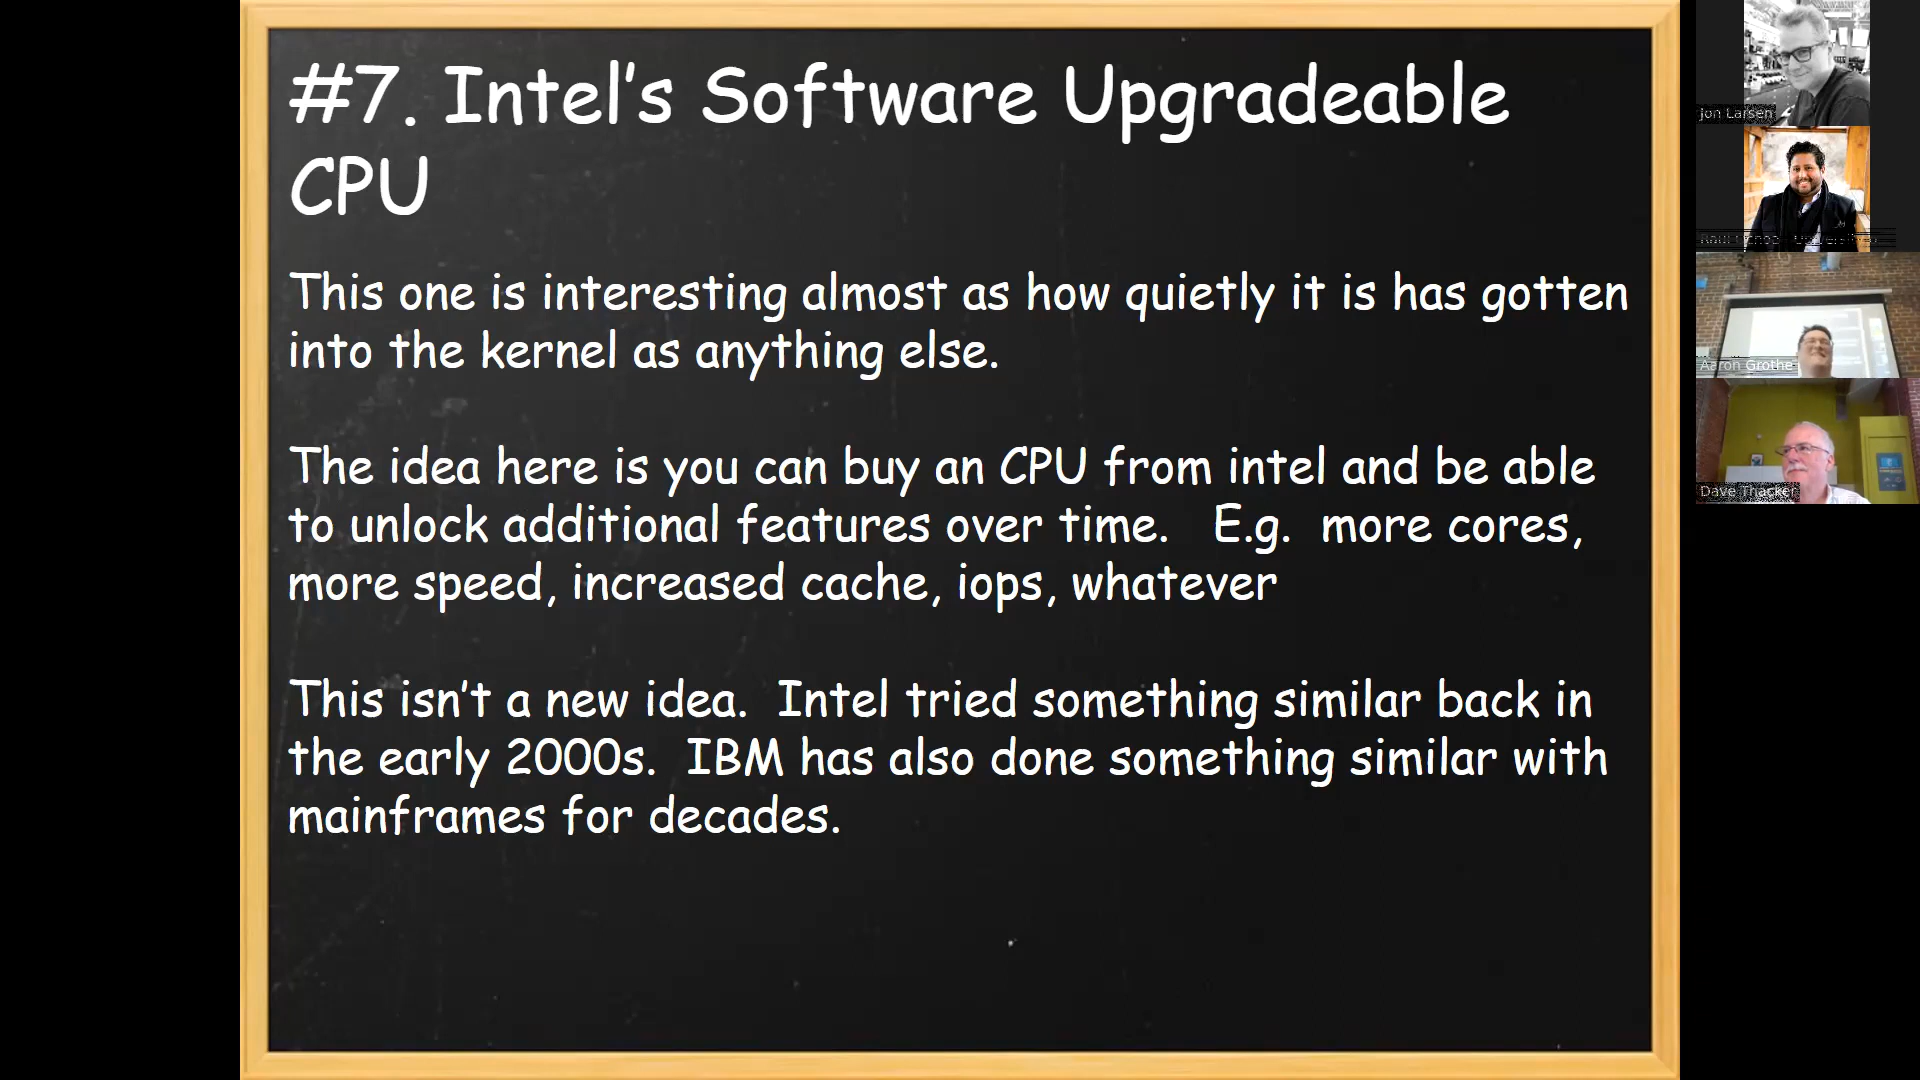 #7. Intel's Software Upgradeable
CPU
This one is interesting almost as how quietly it is has gotten
into the kernel as anything else.
The idea here is you can buy an CPU from intel and be able
to unlock additional features over time.   E.g.  more cores,
more speed, increased cache, iops, whatever
This isn't a new idea.  Intel tried something similar back in
the early 2000s.  IBM has also done something similar with
mainframes for decades.
Jon Larsen
Aaron Grothe
Dave Thacker